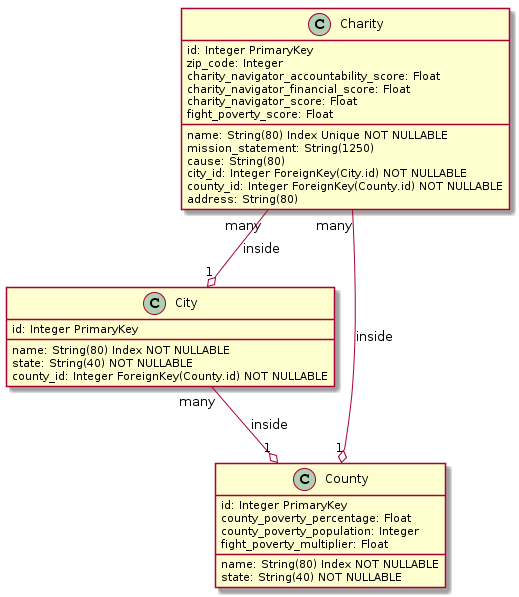 C Charity
id: Integer PrimaryKey
zip_code: Integer
charity_navigator_accountability_score: Float
charity_navigator_financial_score: Float
charity_navigator_score: Float
fight_poverty_score: Float
name: String(80) Index Unique NOT NULLABLE
mission_statement: String(1250)
cause: String(80)
city_id: Integer ForeignKey(City.id) NOT NULLABLE
county_id: Integer ForeignKey(County.id) NOT NULLABLE
address: String(80)
many
many
inside
1
C City
id: Integer PrimaryKey
name: String(80) Index NOT NULLABLE
state: String(40) NOT NULLABLE
county_id: Integer ForeignKey(County.id) NOT NULLABLE
inside
many
inside
1
1
C County
id: Integer PrimaryKey
county_poverty_percentage: Float
county_poverty_population: Integer
fight_poverty_multiplier: Float
name: String(80) Index NOT NULLABLE
state: String(40) NOT NULLABLE